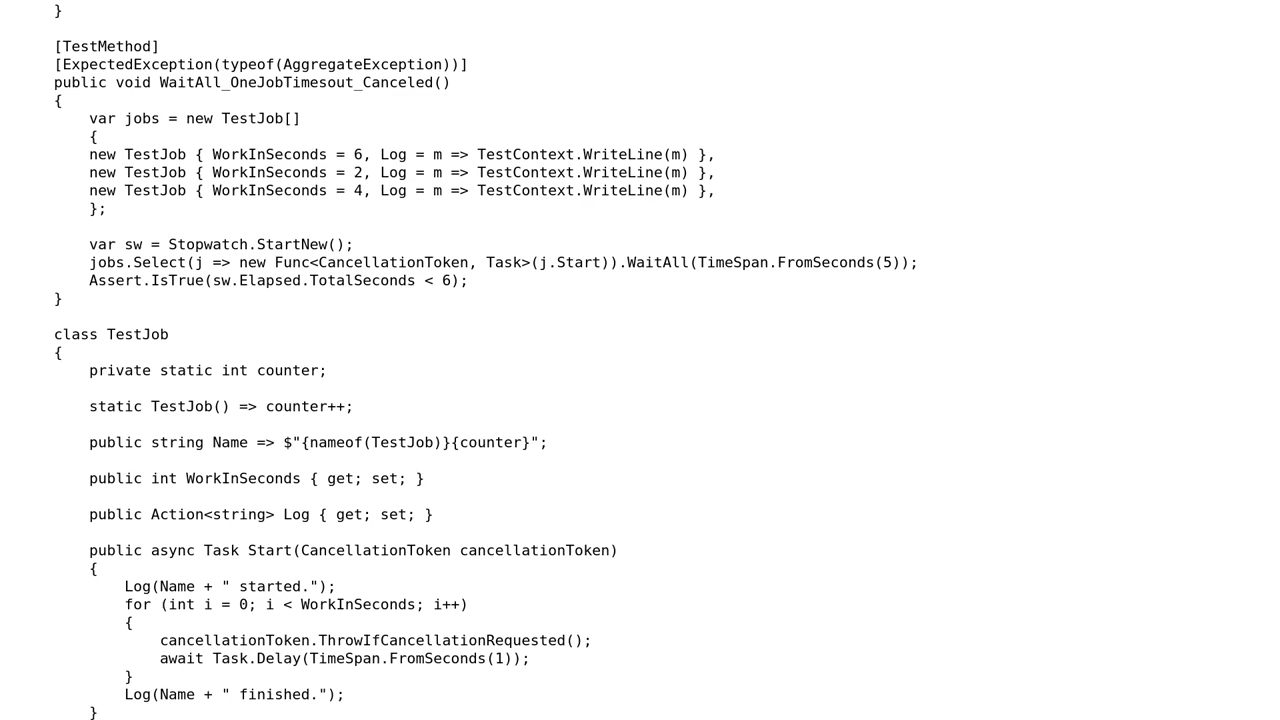 }
[TestMethod]
[ExpectedException(typeof(AggregateException))]
public void WaitAll_OneJobTimesout_Canceled()
{
var jobs = new TestJob[]
{
new TestJob { WorkInSeconds = 6, Log = m => TestContext.WriteLine(m) },
new TestJob { WorkInSeconds = 2, Log = m => TestContext.WriteLine(m) },
new TestJob { WorkInSeconds = 4, Log = m => TestContext.WriteLine(m) },
};
var sw = Stopwatch.StartNew();
jobs.Select(j => new Func<CancellationToken, Task>(j.Start)).WaitAll(TimeSpan.FromSeconds(5));
Assert.IsTrue(sw.Elapsed.TotalSeconds < 6);
}
class TestJob
{
private static int counter;
static TestJob() => counter++;
public string Name => $"{nameof(TestJob)}{counter}";
public int WorkInSeconds { get; set; }
public Action<string> Log { get; set; }
public async Task Start(CancellationToken cancellationToken)
{
Log(Name + " started.");
for (int i = 0; i < WorkInSeconds; i++)
{
cancellationToken.ThrowIfCancellationRequested();
await Task.Delay(TimeSpan.FromSeconds(1));
}
Log(Name + " finished.");
}